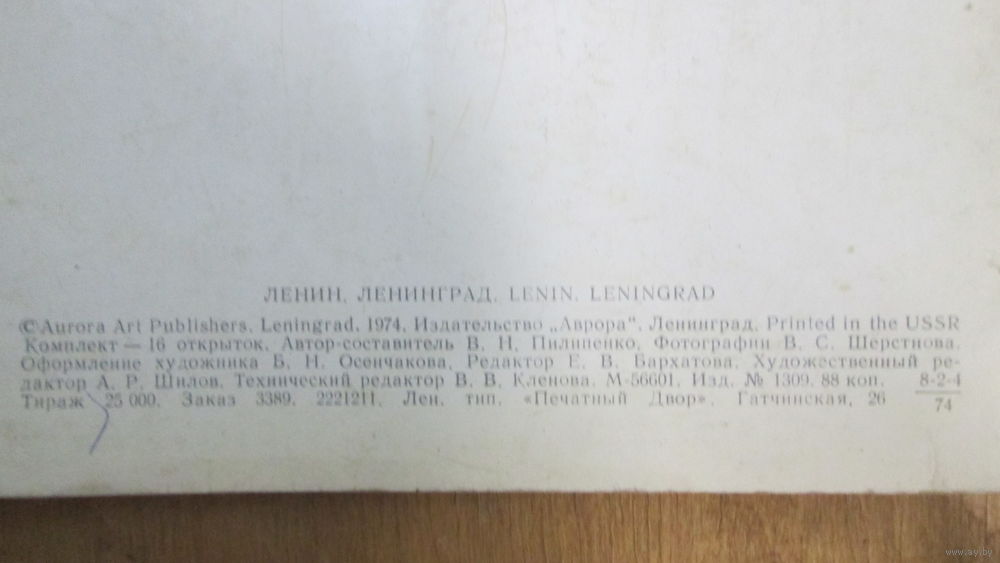 ЛЕНИН. ЛЕНИНГРАД. LENIN. LENINGRAD
©Aurora Art Publishers. Leningrad. 1974. Издательство „Аврора“. Ленинград. Printed in the USSR
Комплект — 16 открыток. Автор-составитель В. Н. Пилипенко. Фотографии В. С. Шерстнова.
Оформление художника Б. Н. Осенчакова. Редактор Е. В. Бархатова. Художественный ре-
дактор А. Р. Шилов. Технический редактор В. В. Кленова. М-56601. Изд. № 1309. 88 коп. 8-2-4
Тираж 25 000. Заказ 3389. 2221211. Лен. тип. «Печатный Двор». Гатчинская, 26 74
www.ay.by